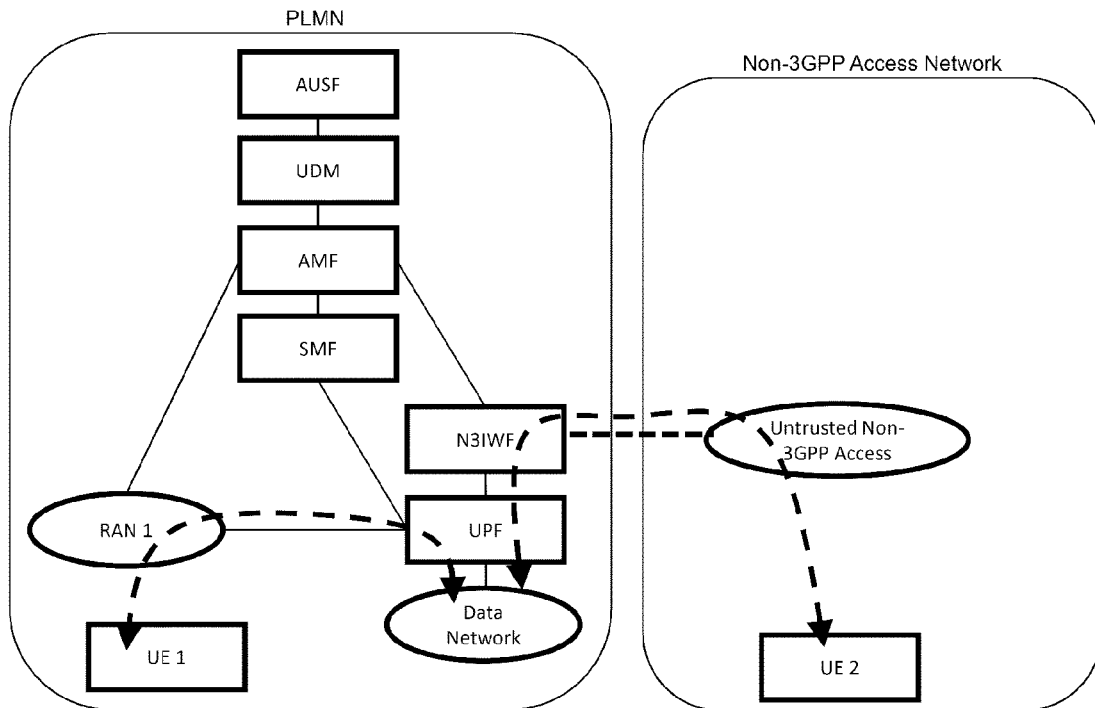 PLMN
Non-3GPP Access Network
AUSF
UDM
AMF
SMF
N3IWF
Untrusted Non-
3GPP Access
RAN 1
UPF
Data
Network
UE 1
UE 2